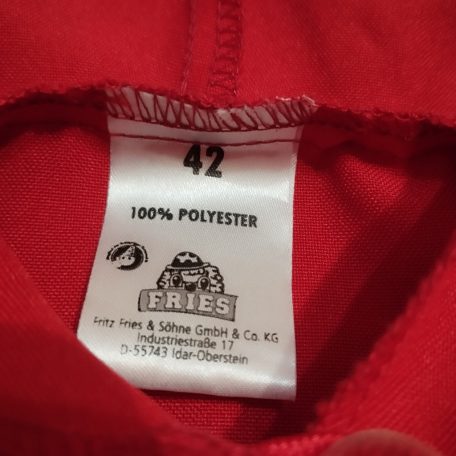 42
100% POLYESTER
FRIES
Fritz Fries & Söhne GmbH & Co. KG
Industriestraße 17
D-55743 Idar-Oberstein